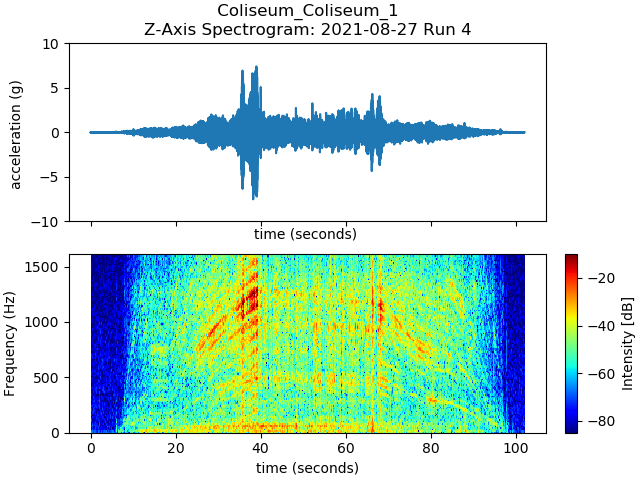 Coliseum_Coliseum_1
Z-Axis Spectrogram: 2021-08-27 Run 4
10
5
0
−5
−10
acceleration (g)
time (seconds)
1500
1000
500
0
Frequency (Hz)
0 20 40 60 80 100
time (seconds)
−20
−40
−60
−80
Intensity [dB]